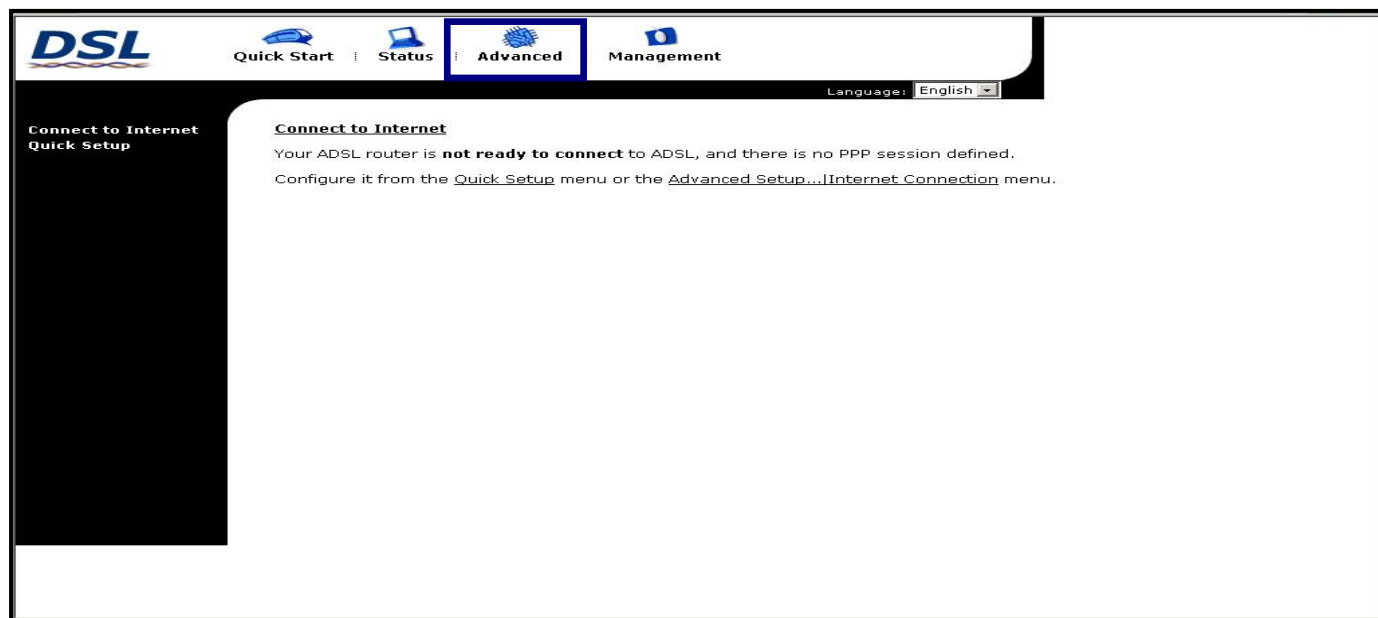 DSL
Quick Start
Status
Advanced
Management
Language: English
Connect to Internet
Quick Setup
Connect to Internet
Your ADSL router is not ready to connect to ADSL, and there is no PPP session defined.
Configure it from the Quick Setup menu or the Advanced Setup...|Internet Connection menu.